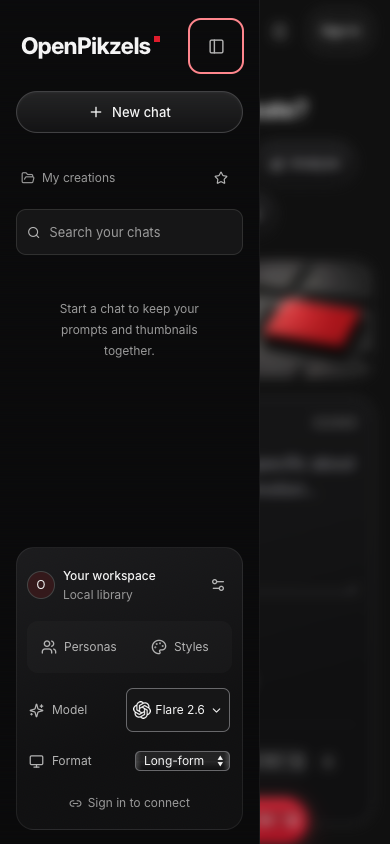 OpenPikzels
New chat
My creations
Search your chats
Start a chat to keep your
prompts and thumbnails
together.
O
Your workspace
Local library
Personas
Styles
Model
Flare 2.6
Format
Long-form
Sign in to connect